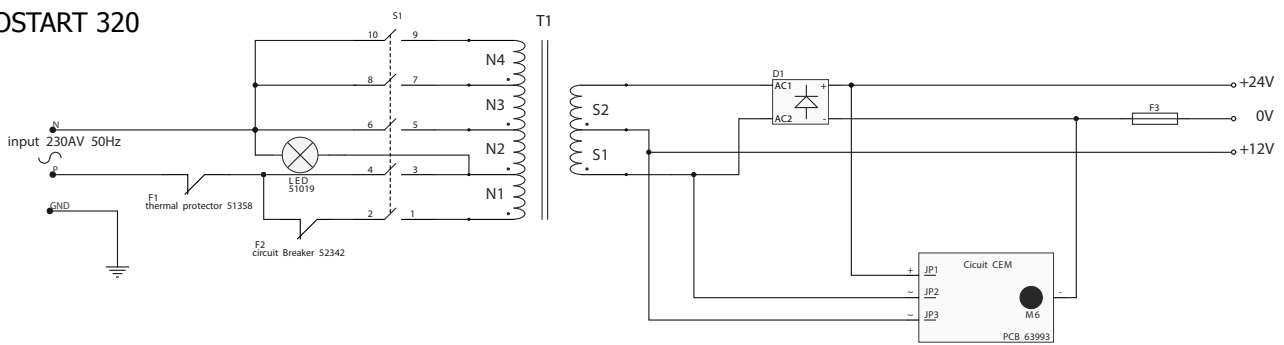 OSTART 320
S1
T1
10 9
N4
D1
8 7
AC1 +
+24V
N3
S2
F3
N
6 5
AC2 -
0V
input 230AV 50Hz
N2
S1
+12V
P
LED
51019
4 3
F1
thermal protector 51358
N1
GND
2 1
F2
circuit Breaker 52342
Cicuit CEM
+ JP1
~ JP2
-
M6
~ JP3
PCB 63993